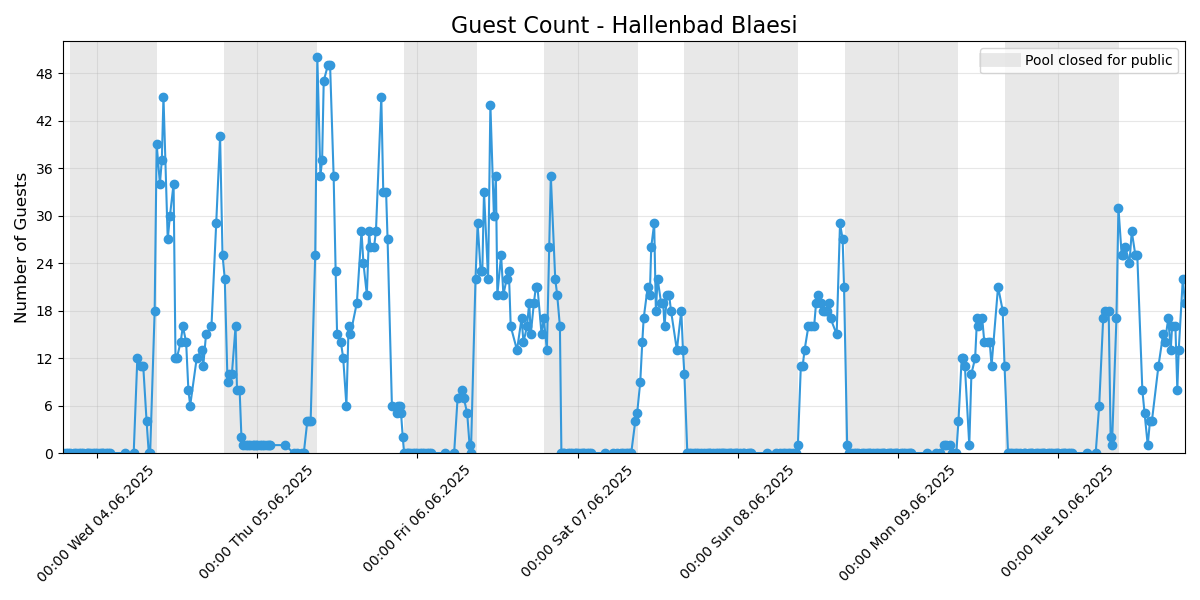 Guest Count - Hallenbad Blaesi
Pool closed for public
Number of Guests
48
42
36
30
24
18
12
6
0
00:00 Wed 04.06.2025
00:00 Thu 05.06.2025
00:00 Fri 06.06.2025
00:00 Sat 07.06.2025
00:00 Sun 08.06.2025
00:00 Mon 09.06.2025
00:00 Tue 10.06.2025